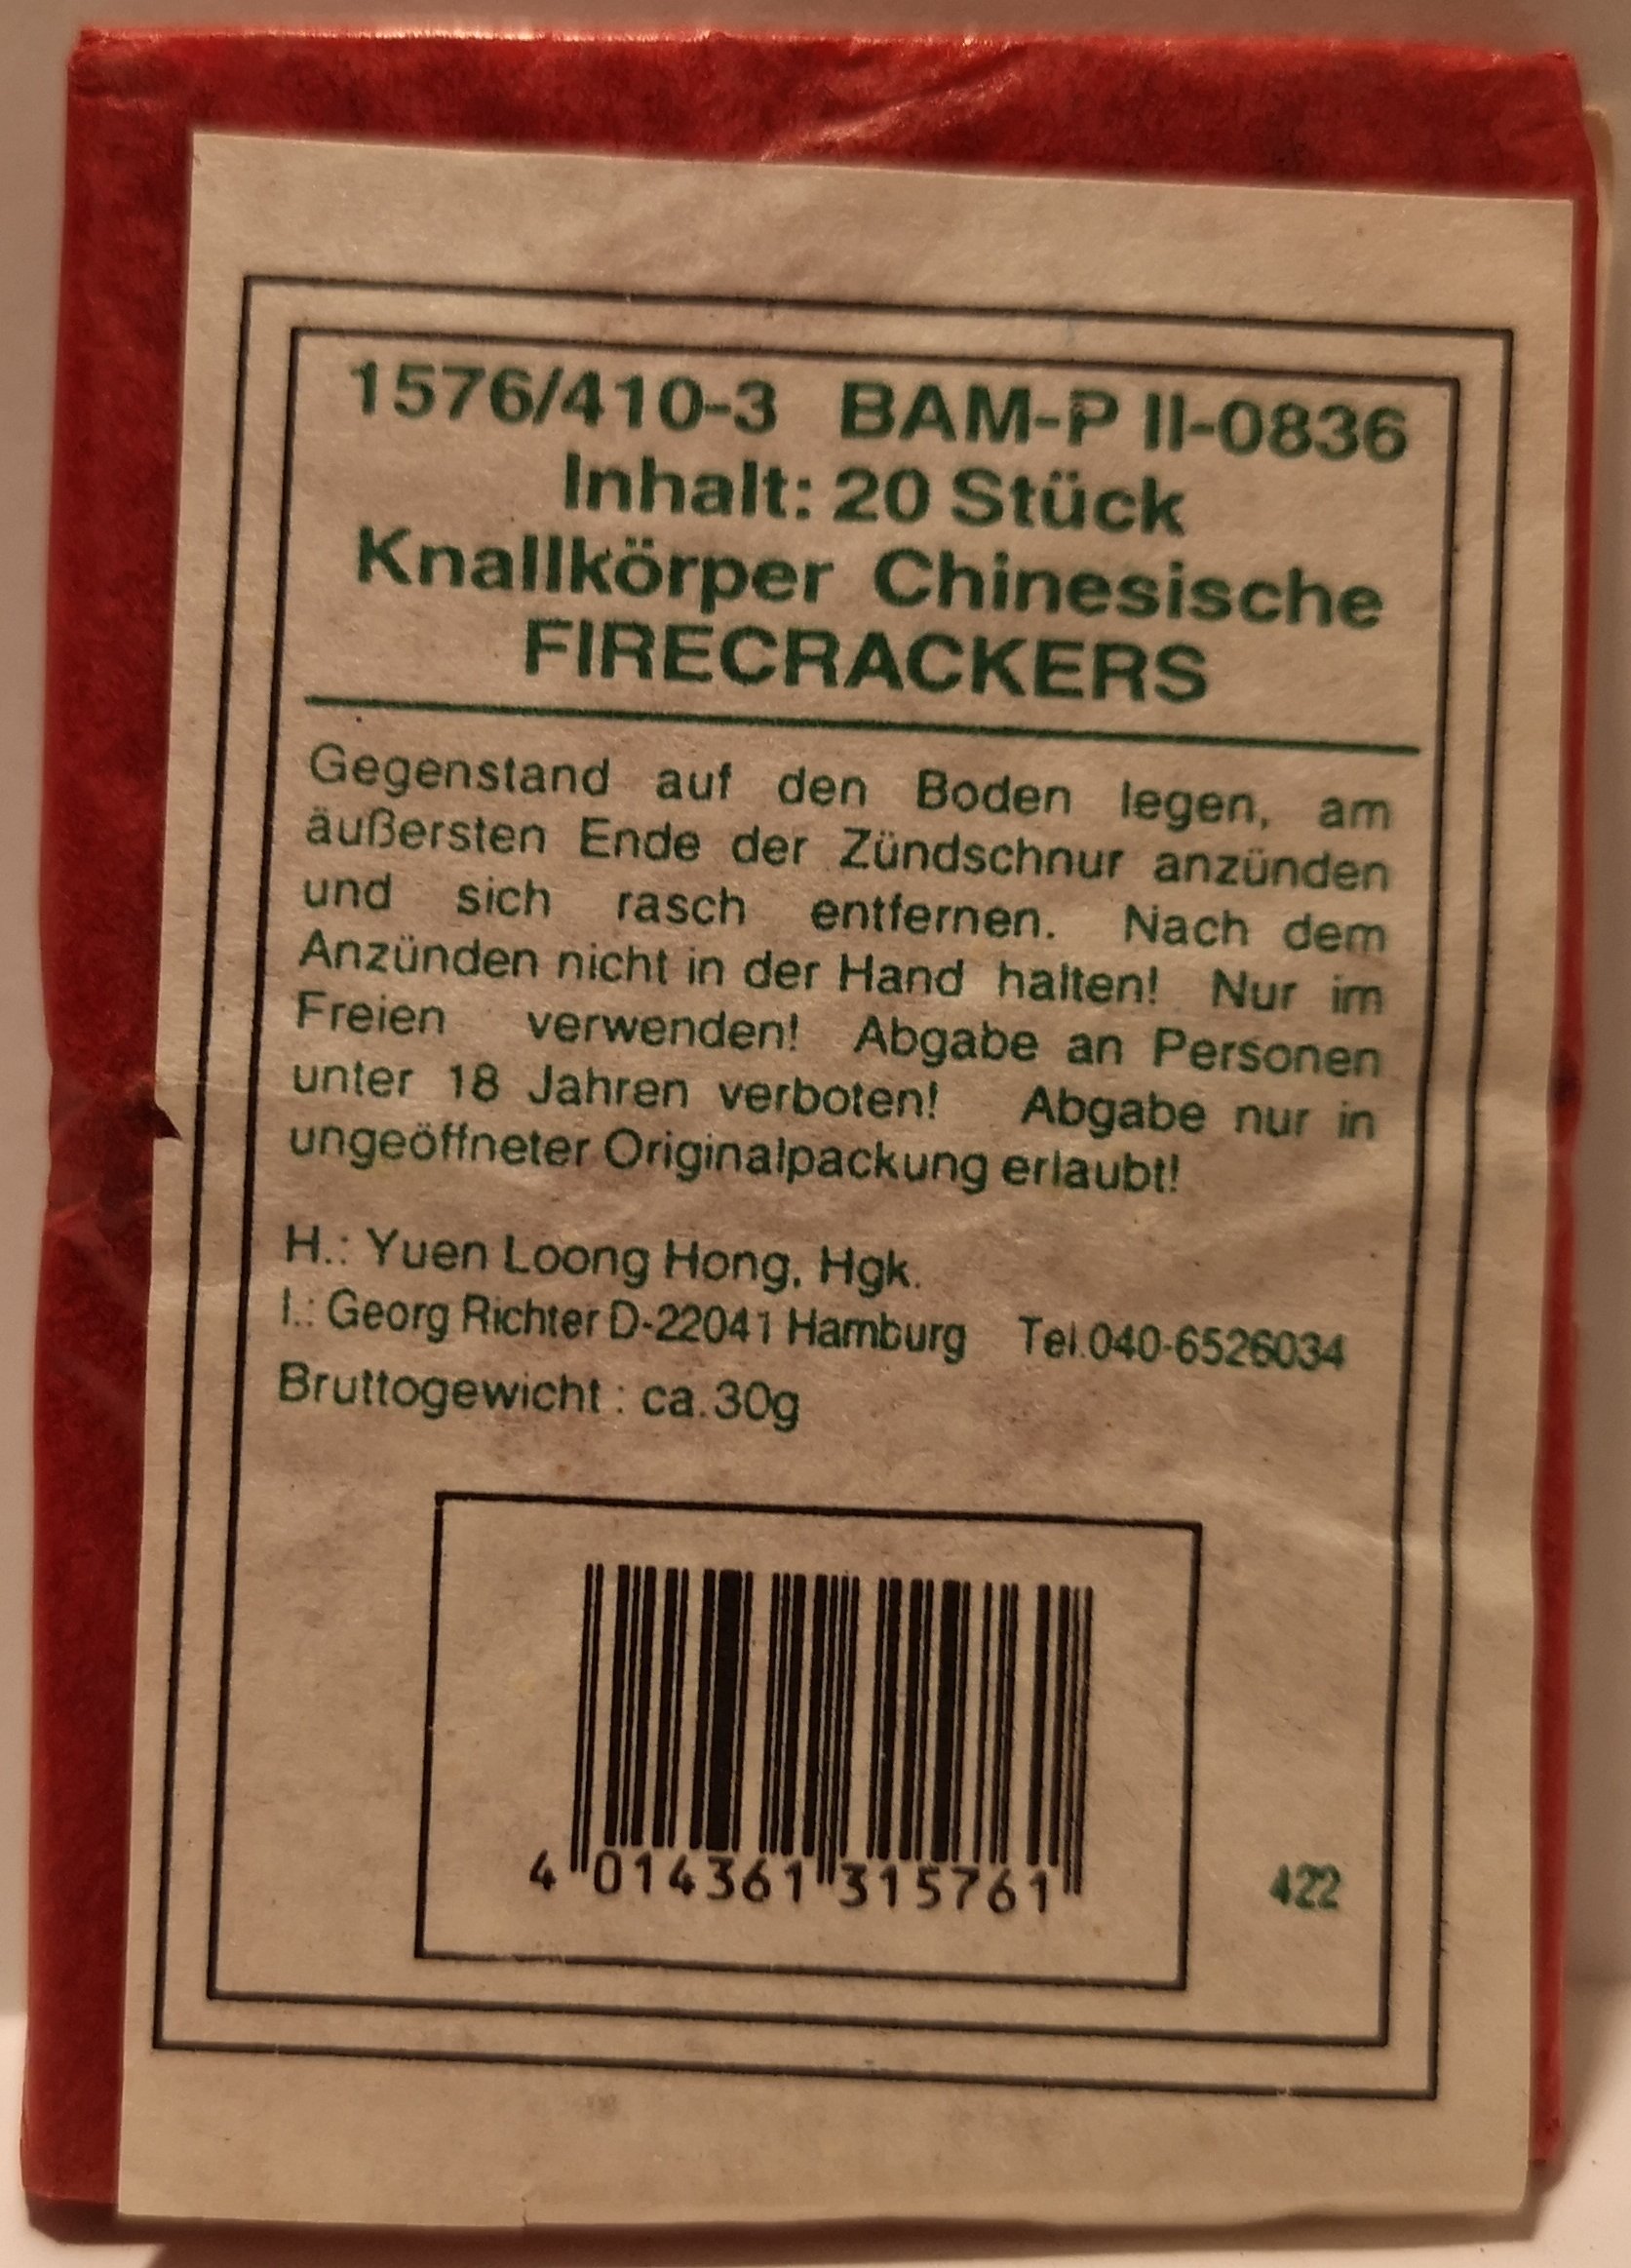 1576/410-3 BAM-P II-0836
Inhalt: 20 Stück
Knallkörper Chinesische
FIRECRACKERS
Gegenstand auf den Boden legen, am
äußersten Ende der Zündschnur anzünden
und sich rasch entfernen. Nach dem
Anzünden nicht in der Hand halten! Nur im
Freien verwenden! Abgabe an Personen
unter 18 Jahren verboten! Abgabe nur in
ungeöffneter Originalpackung erlaubt!
H.: Yuen Loong Hong, Hgk.
I.: Georg Richter D-22041 Hamburg Tel.040-6526034
Bruttogewicht : ca.30g
4 014361 315761
422